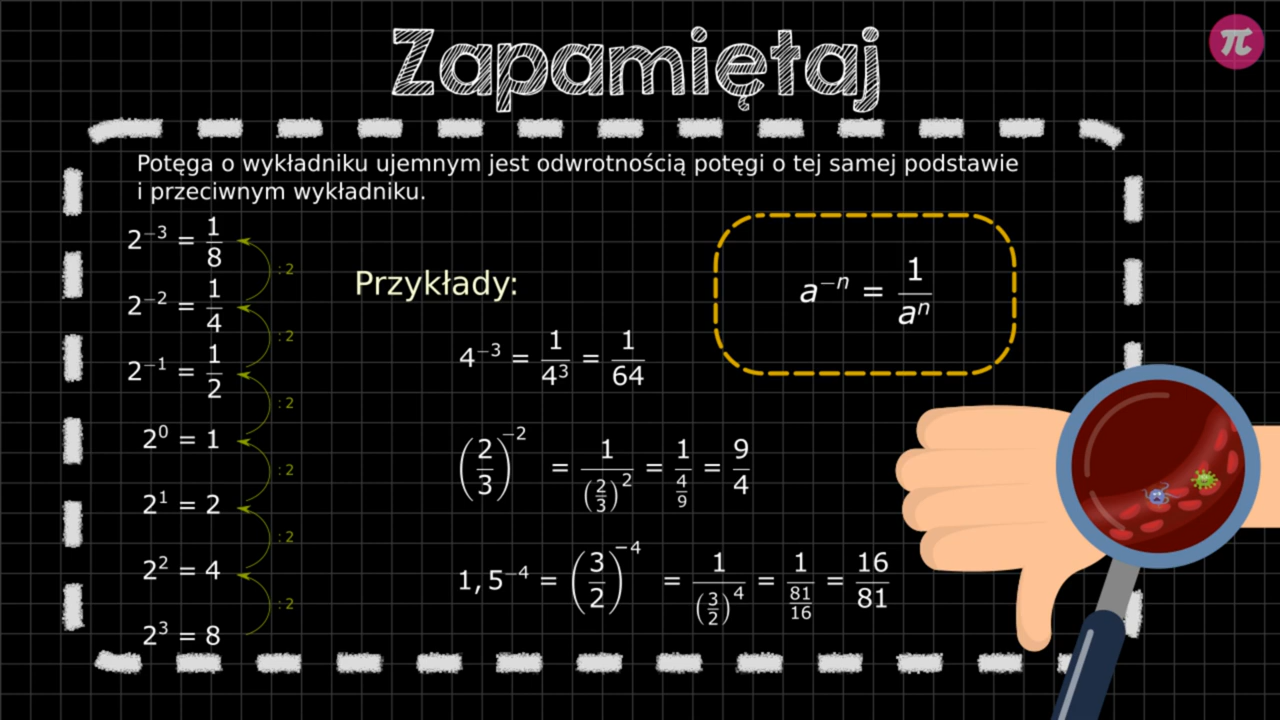 Zapamiętaj
π
Potęga o wykładniku ujemnym jest odwrotnością potęgi o tej samej podstawie
i przeciwnym wykładniku.
2⁻³ = 1/8
: 2
2⁻² = 1/4
: 2
2⁻¹ = 1/2
: 2
2⁰ = 1
: 2
2¹ = 2
: 2
2² = 4
: 2
2³ = 8
Przykłady:
a⁻ⁿ = 1/aⁿ
4⁻³ = 1/4³ = 1/64
(2/3)⁻² = 1/(2/3)² = 1/(4/9) = 9/4
1,5⁻⁴ = (3/2)⁻⁴ = 1/(3/2)⁴ = 1/(81/16) = 16/81